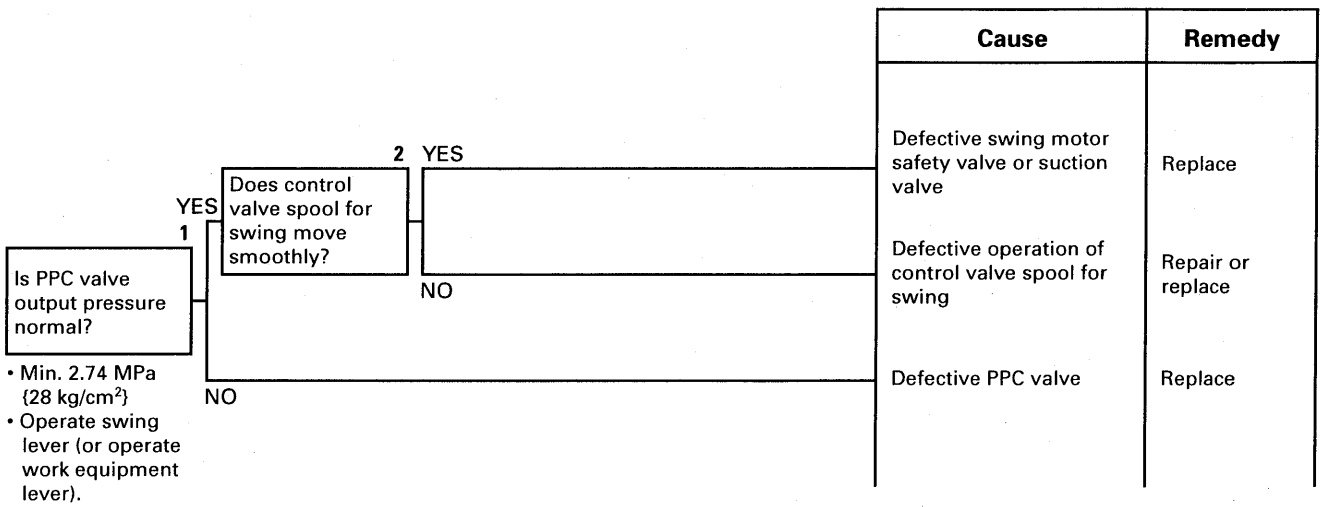 Cause
Remedy
2 YES
Does control
valve spool for
swing move
smoothly?
Defective swing motor
safety valve or suction
valve
Replace
YES
1
Is PPC valve
output pressure
normal?
NO
Defective operation of
control valve spool for
swing
Repair or
replace
• Min. 2.74 MPa
{28 kg/cm²}
• Operate swing
lever (or operate
work equipment
lever).
NO
Defective PPC valve
Replace